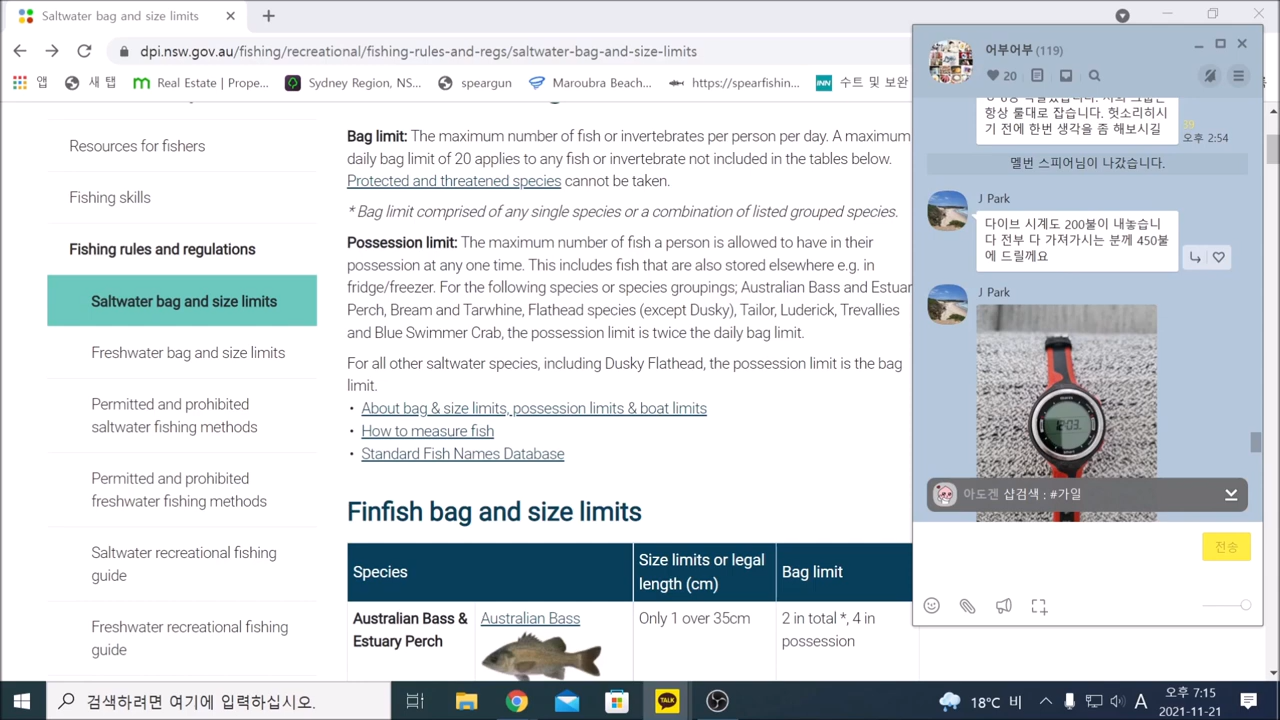 Saltwater bag and size limits
dpi.nsw.gov.au/fishing/recreational/fishing-rules-and-regs/saltwater-bag-and-size-limits
앱
새 탭
Real Estate | Prope...
Sydney Region, NS...
speargun
Maroubra Beach...
https://spearfishin...
수트 및 보완
Resources for fishers
Fishing skills
Fishing rules and regulations
Saltwater bag and size limits
Freshwater bag and size limits
Permitted and prohibited
saltwater fishing methods
Permitted and prohibited
freshwater fishing methods
Saltwater recreational fishing
guide
Freshwater recreational fishing
guide
Bag limit: The maximum number of fish or invertebrates per person per day. A maximum
daily bag limit of 20 applies to any fish or invertebrate not included in the tables below.
Protected and threatened species cannot be taken.
* Bag limit comprised of any single species or a combination of listed grouped species.
Possession limit: The maximum number of fish a person is allowed to have in their
possession at any one time. This includes fish that are also stored elsewhere e.g. in
fridge/freezer. For the following species or species groupings; Australian Bass and Estuar
Perch, Bream and Tarwhine, Flathead species (except Dusky), Tailor, Luderick, Trevallies
and Blue Swimmer Crab, the possession limit is twice the daily bag limit.
For all other saltwater species, including Dusky Flathead, the possession limit is the bag
limit.
• About bag & size limits, possession limits & boat limits
• How to measure fish
• Standard Fish Names Database
Finfish bag and size limits
Species
Size limits or legal
length (cm)
Bag limit
Australian Bass &
Estuary Perch
Australian Bass
Only 1 over 35cm
2 in total *, 4 in
possession
어부어부 (119)
20
항상 룰대로 잡습니다. 헛소리히시
기 전에 한번 생각을 좀 해보시길
39
오후 2:54
멜번 스피어님이 나갔습니다.
J Park
다이브 시계도 200불이 내놓습니
다 전부 다 가져가시는 분께 450불
에 드릴께요
J Park
12:03
아도겐 삽검색 : #가일
전송
검색하려면 여기에 입력하십시오.
TALK
18°C 비
A
오후 7:15
2021-11-21